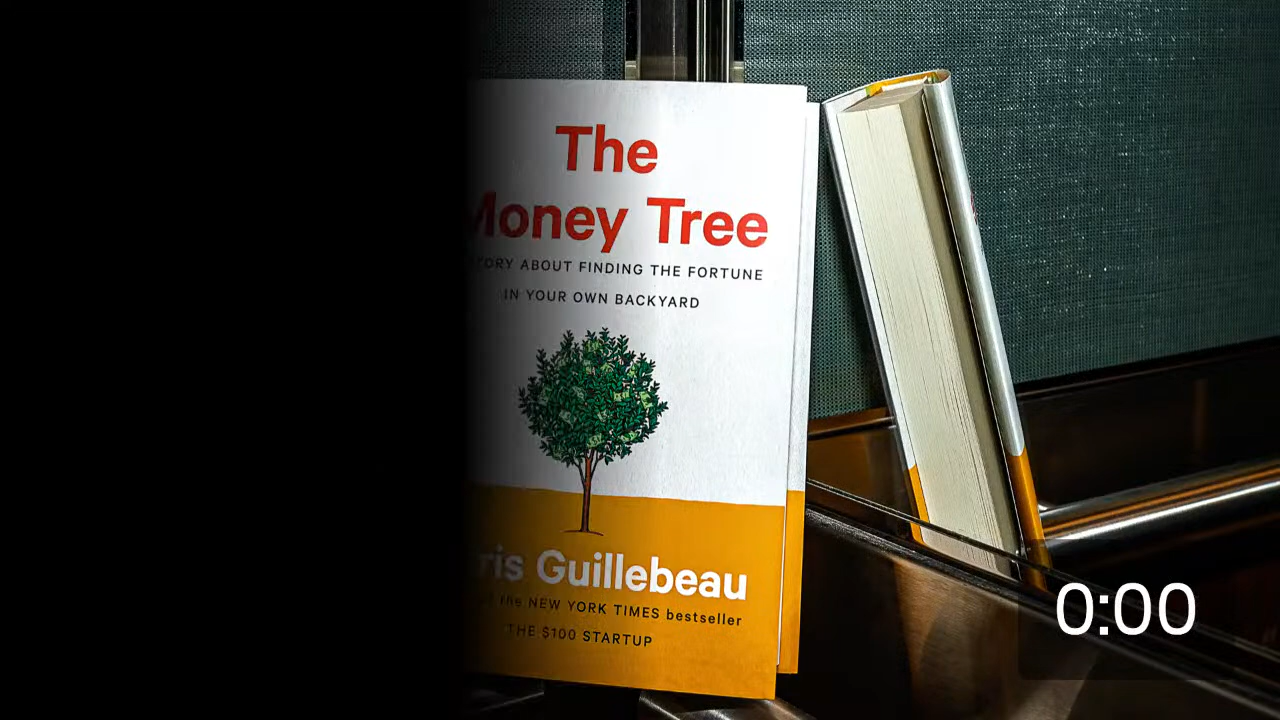 The
Money Tree
TORY ABOUT FINDING THE FORTUNE
IN YOUR OWN BACKYARD
ris Guillebeau
the NEW YORK TIMES bestseller
THE $100 STARTUP
0:00